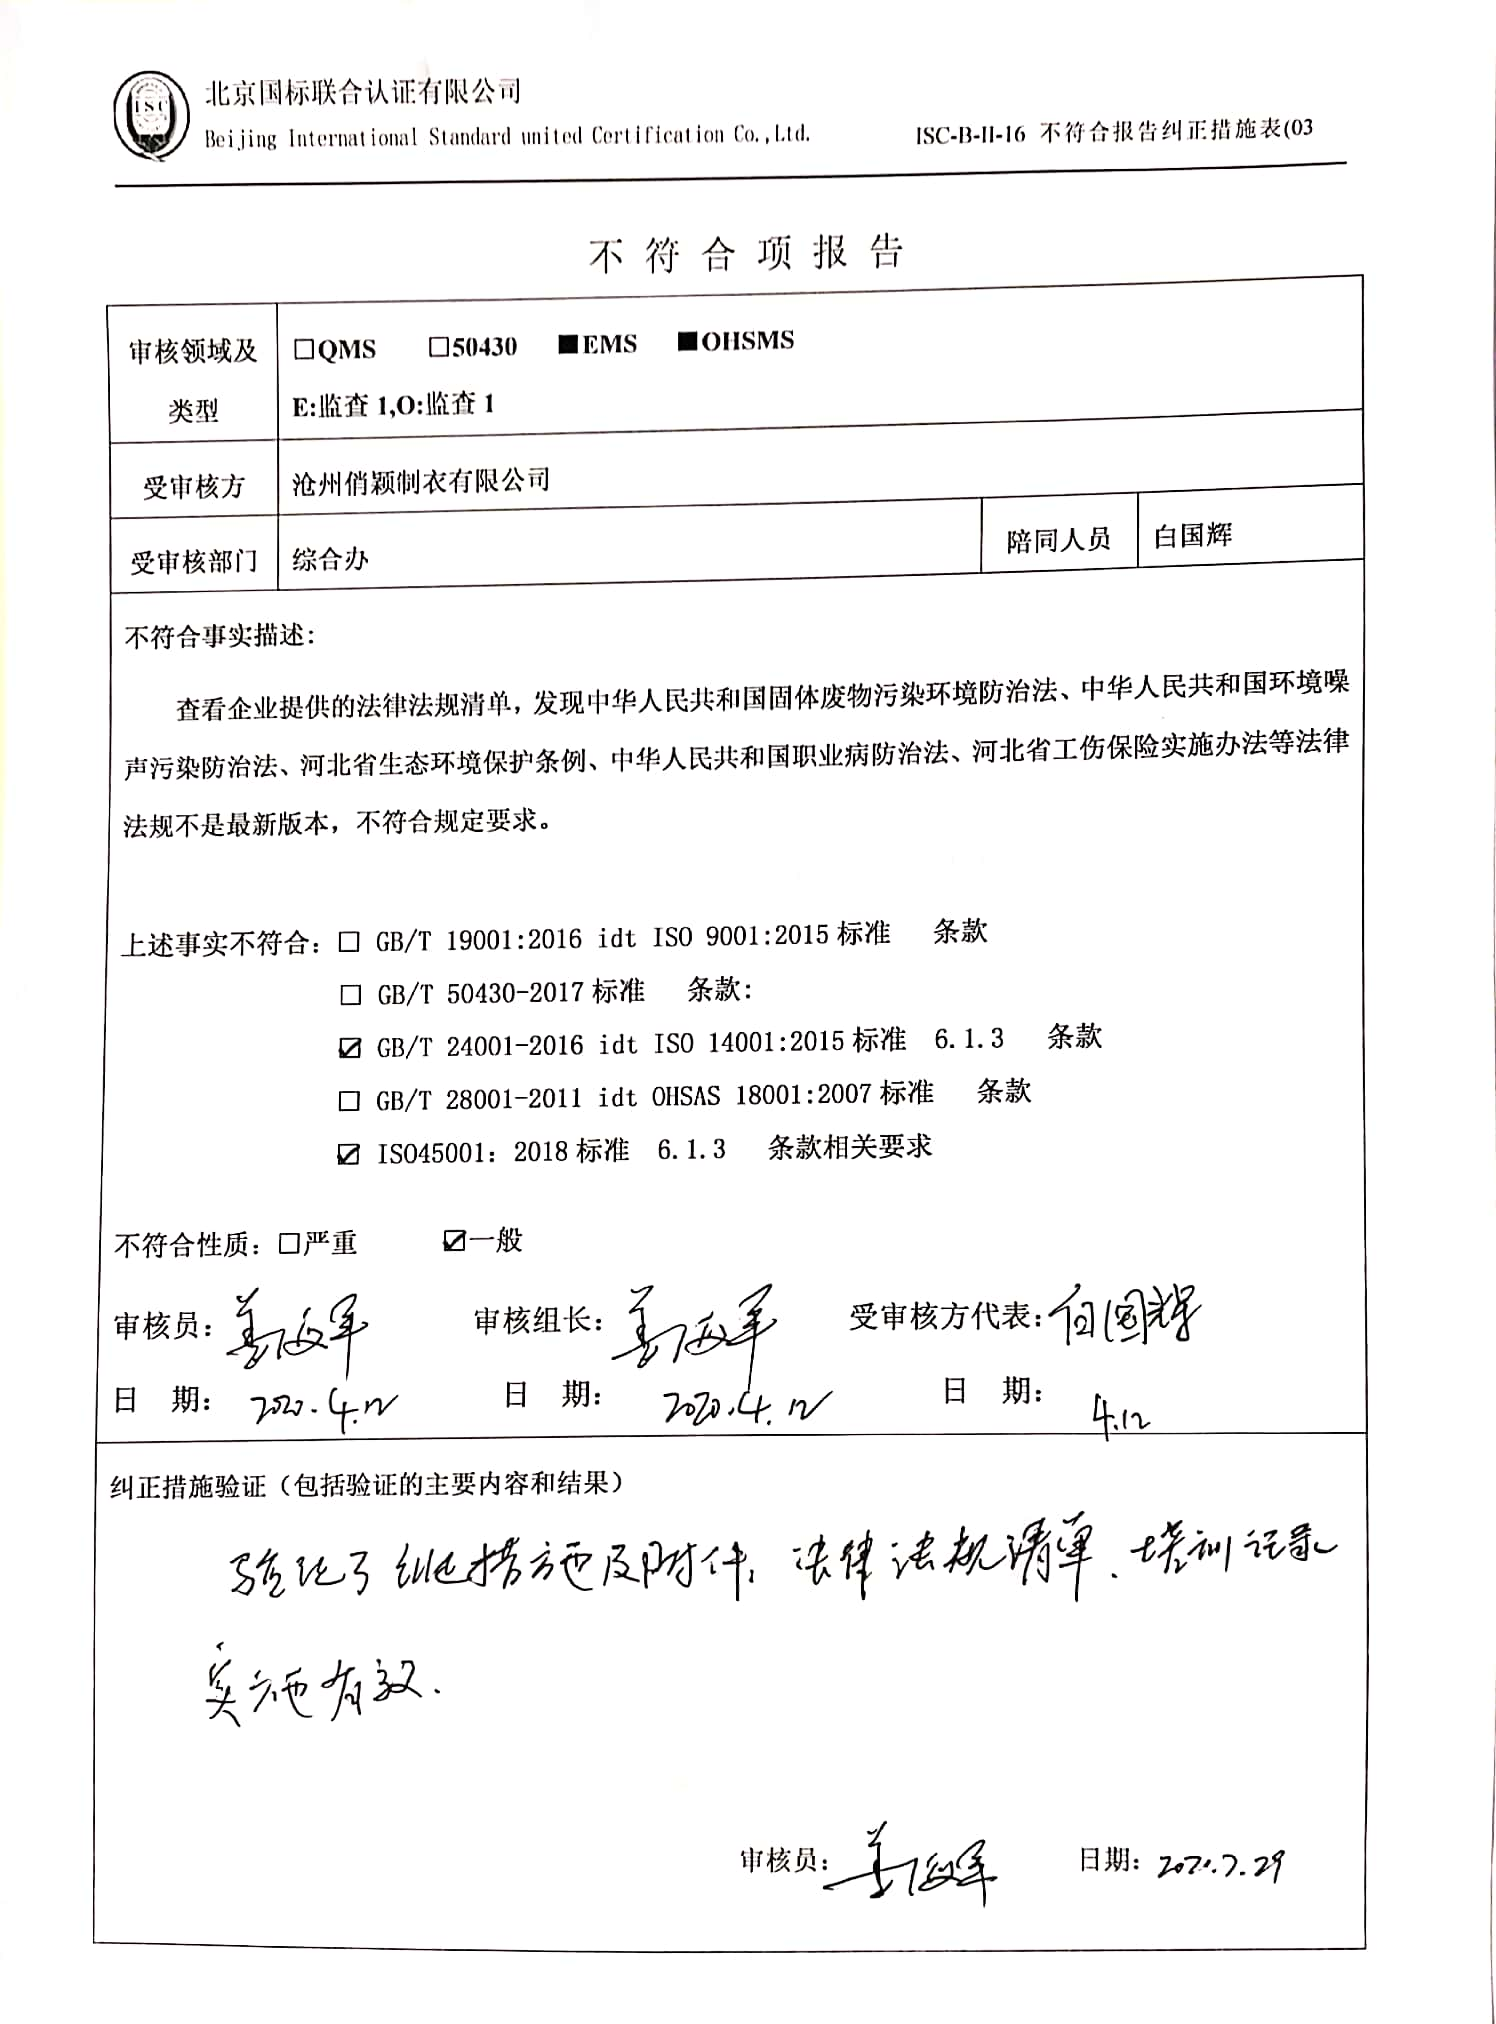 ISC
北京国标联合认证有限公司
Beijing International Standard united Certification Co.,Ltd.
ISC-B-II-16 不符合报告纠正措施表(03
不符合项报告
审核领域及类型
□QMS □50430 ■EMS ■OHSMS
E:监查 1,O:监查 1
受审核方 沧州俏颖制衣有限公司
受审核部门 综合办 陪同人员 白国辉
不符合事实描述:
查看企业提供的法律法规清单，发现中华人民共和国固体废物污染环境防治法、中华人民共和国环境噪
声污染防治法、河北省生态环境保护条例、中华人民共和国职业病防治法、河北省工伤保险实施办法等法律
法规不是最新版本，不符合规定要求。
上述事实不符合: □ GB/T 19001:2016 idt ISO 9001:2015 标准 条款
□ GB/T 50430-2017 标准 条款:
☑ GB/T 24001-2016 idt ISO 14001:2015 标准 6.1.3 条款
□ GB/T 28001-2011 idt OHSAS 18001:2007 标准 条款
☑ ISO45001: 2018 标准 6.1.3 条款相关要求
不符合性质: □严重 ☑一般
审核员: 审核组长: 受审核方代表: 白国辉
日 期: 2020.4.12 日 期: 2020.4.12 日 期: 4.12
纠正措施验证（包括验证的主要内容和结果）
验证了纠正措施及附件，法律法规清单、培训记录
实施有效.
审核员: 日期: